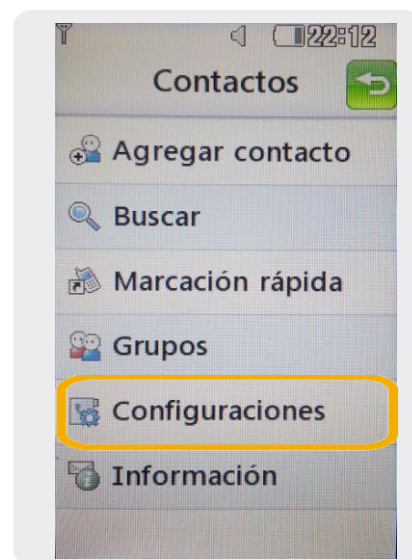 22:12
Contactos
Agregar contacto
Buscar
Marcación rápida
Grupos
Configuraciones
Información